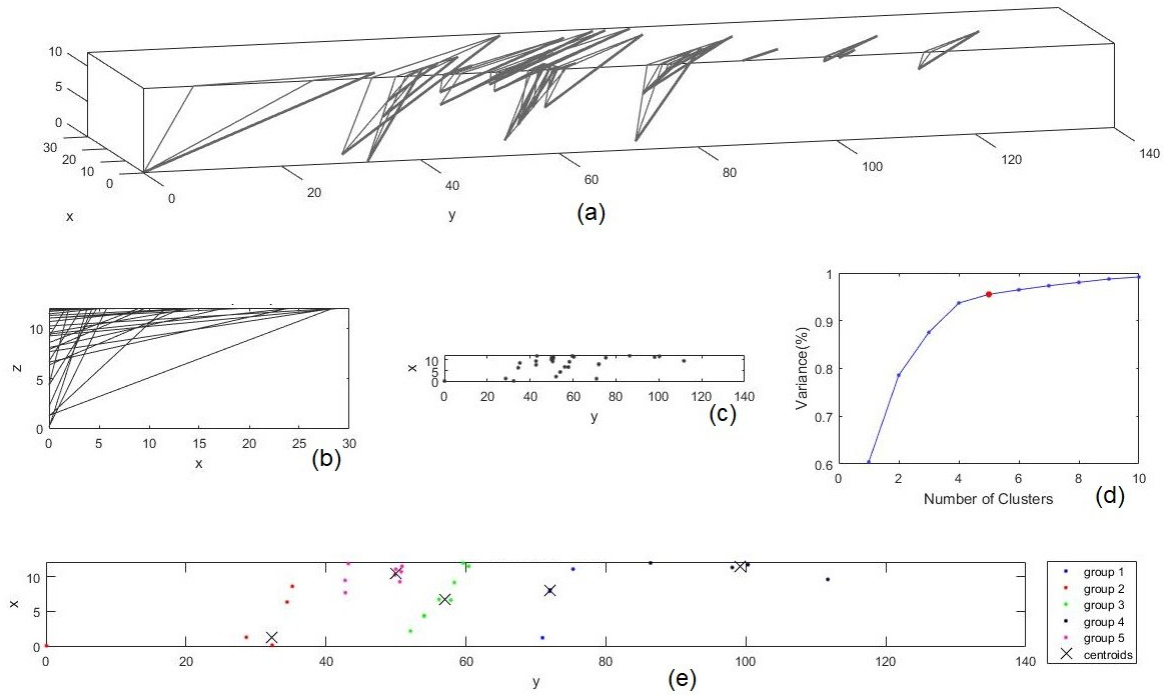 10
5
0
30
20
10
0
x
0
20
40
60
80
100
120
140
y
(a)
10
5
0
z
0
5
10
15
20
25
30
x
(b)
10
5
0
x
0
20
40
60
80
100
120
140
y
(c)
1
0.9
0.8
0.7
0.6
Variance(%)
0
2
4
6
8
10
Number of Clusters
(d)
10
5
0
x
0
20
40
60
80
100
120
140
y
(e)
group 1
group 2
group 3
group 4
group 5
centroids